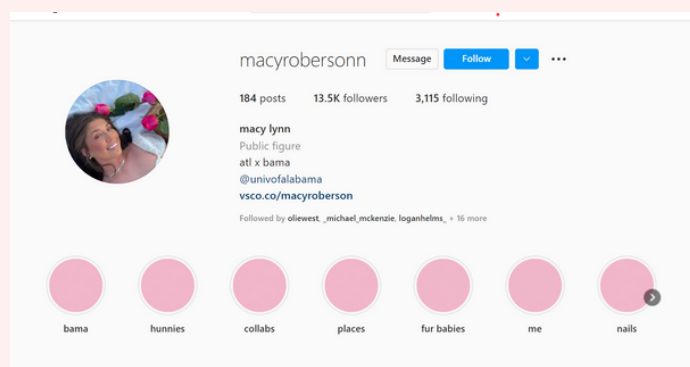 macyrobersonn Message Follow
184 posts 13.5K followers 3,115 following
macy lynn
Public figure
atl x bama
@univofalabama
vsco.co/macyroberson
Followed by oliewest, _michael_mckenzie, loganhelms_ + 16 more
bama hunnies collabs places fur babies me nails